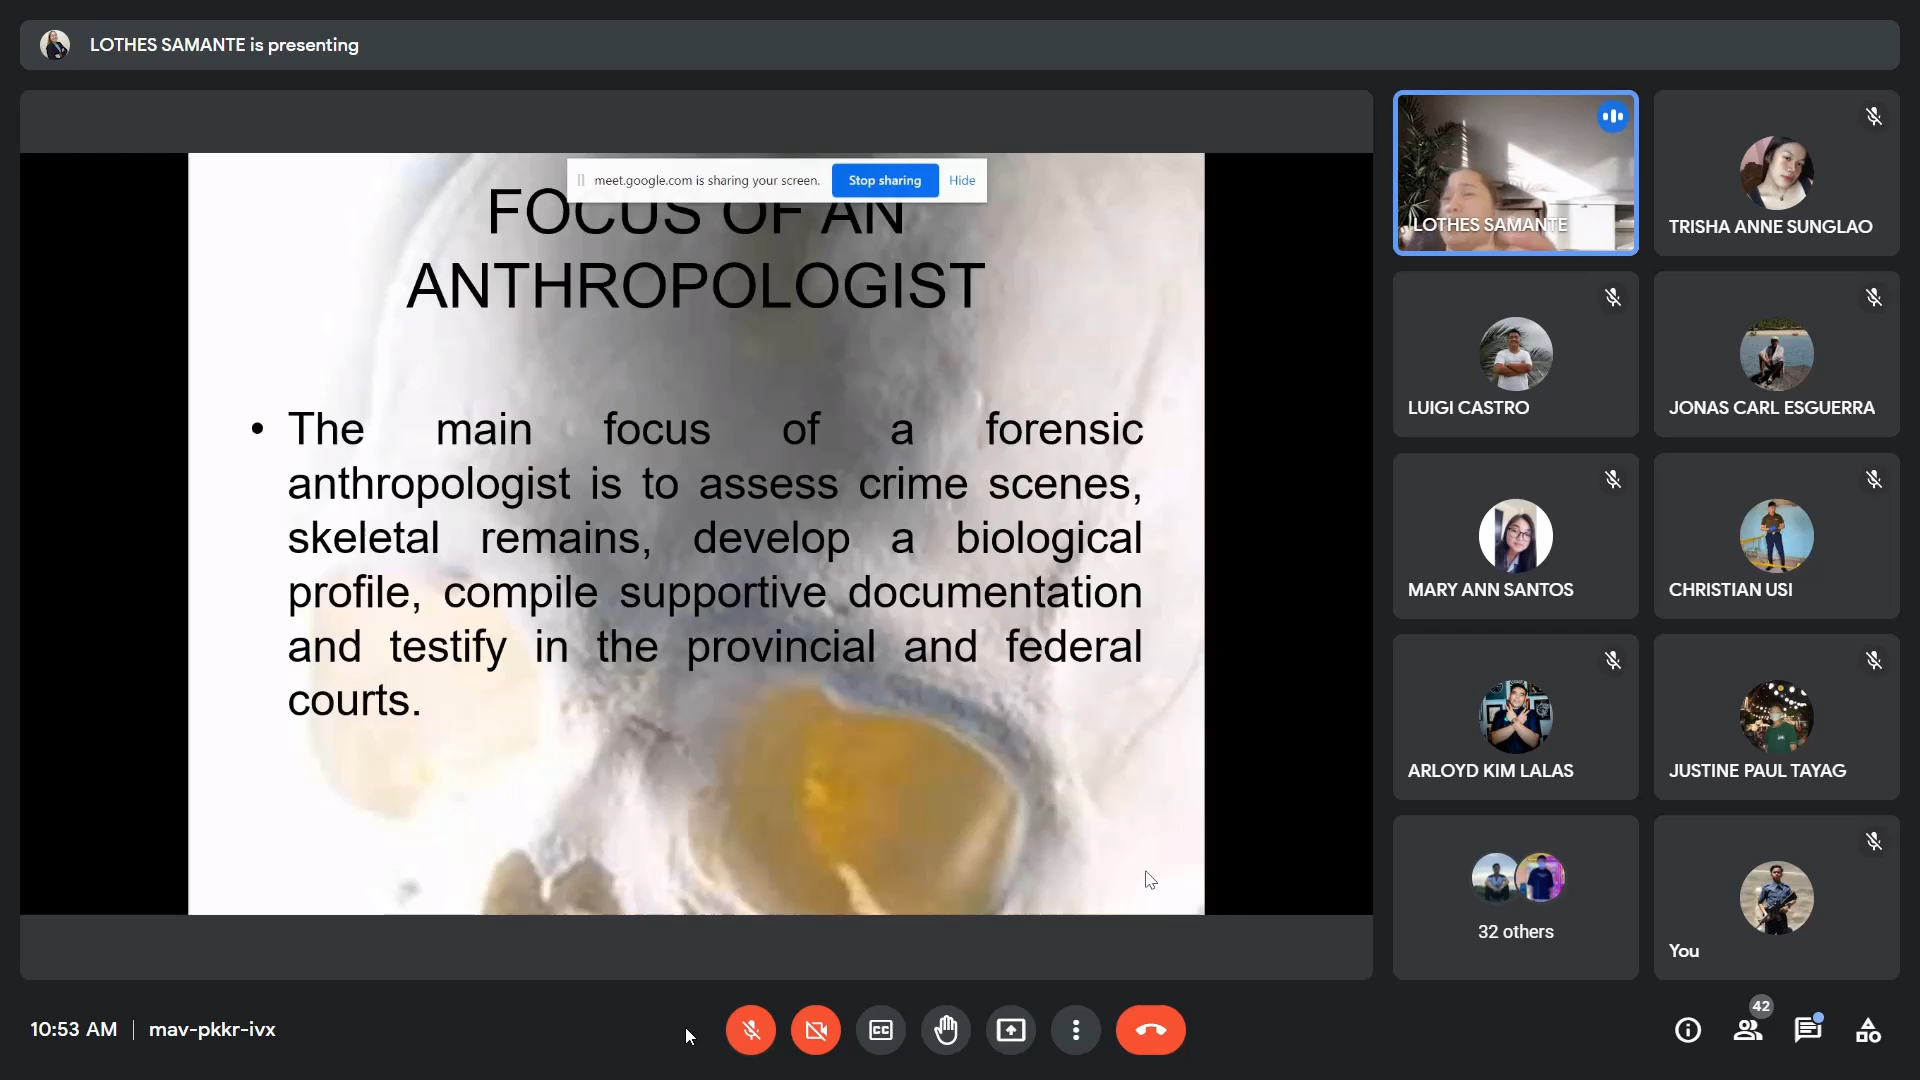 LOTHES SAMANTE is presenting
meet.google.com is sharing your screen. Stop sharing Hide
FOCUS OF AN
ANTHROPOLOGIST
• The main focus of a forensic
anthropologist is to assess crime scenes,
skeletal remains, develop a biological
profile, compile supportive documentation
and testify in the provincial and federal
courts.
LOTHES SAMANTE
TRISHA ANNE SUNGLAO
LUIGI CASTRO
JONAS CARL ESGUERRA
MARY ANN SANTOS
CHRISTIAN USI
ARLOYD KIM LALAS
JUSTINE PAUL TAYAG
32 others
You
10:53 AM | mav-pkkr-ivx
CC
42